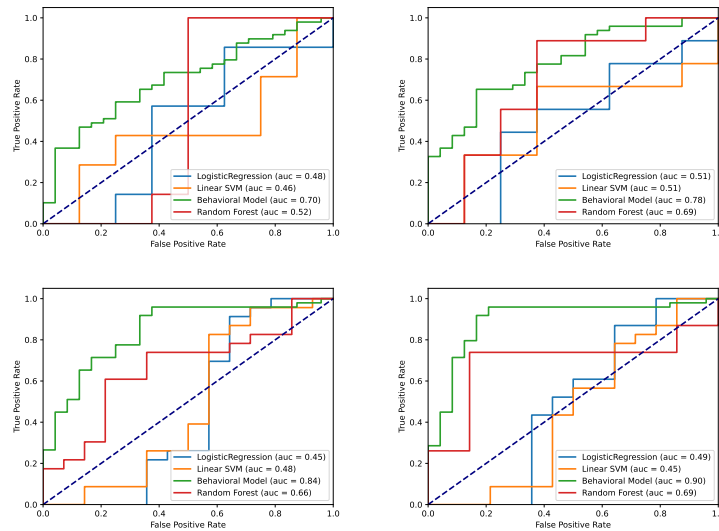 1.0
0.8
0.6
0.4
0.2
0.0
True Positive Rate
LogisticRegression (auc = 0.48)
Linear SVM (auc = 0.46)
Behavioral Model (auc = 0.70)
Random Forest (auc = 0.52)
0.0 0.2 0.4 0.6 0.8 1.0
False Positive Rate
1.0
0.8
0.6
0.4
0.2
0.0
True Positive Rate
LogisticRegression (auc = 0.51)
Linear SVM (auc = 0.51)
Behavioral Model (auc = 0.78)
Random Forest (auc = 0.69)
0.0 0.2 0.4 0.6 0.8 1.
False Positive Rate
1.0
0.8
0.6
0.4
0.2
0.0
True Positive Rate
LogisticRegression (auc = 0.45)
Linear SVM (auc = 0.48)
Behavioral Model (auc = 0.84)
Random Forest (auc = 0.66)
0.0 0.2 0.4 0.6 0.8 1.0
False Positive Rate
1.0
0.8
0.6
0.4
0.2
0.0
True Positive Rate
LogisticRegression (auc = 0.49)
Linear SVM (auc = 0.45)
Behavioral Model (auc = 0.90)
Random Forest (auc = 0.69)
0.0 0.2 0.4 0.6 0.8 1.
False Positive Rate